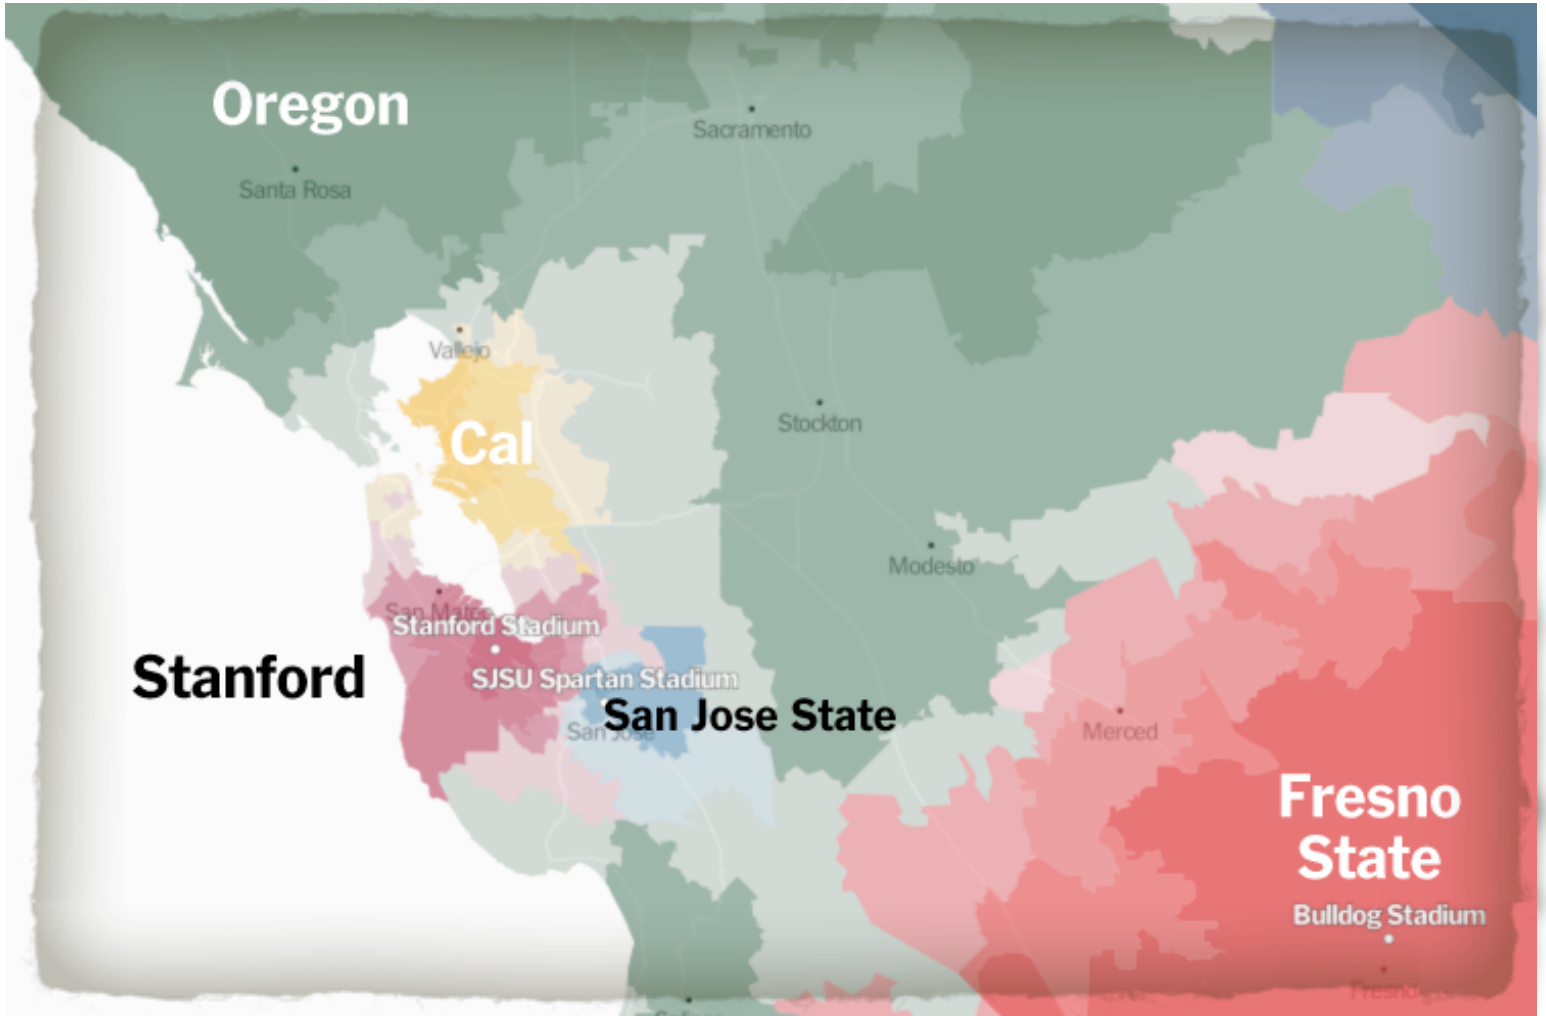 Oregon
Sacramento
Santa Rosa
Vallejo
Cal
Stockton
Modesto
San Mateo
Stanford Stadium
Stanford
SJSU Spartan Stadium
San Jose State
San Jose
Merced
Fresno
State
Bulldog Stadium
Fresno